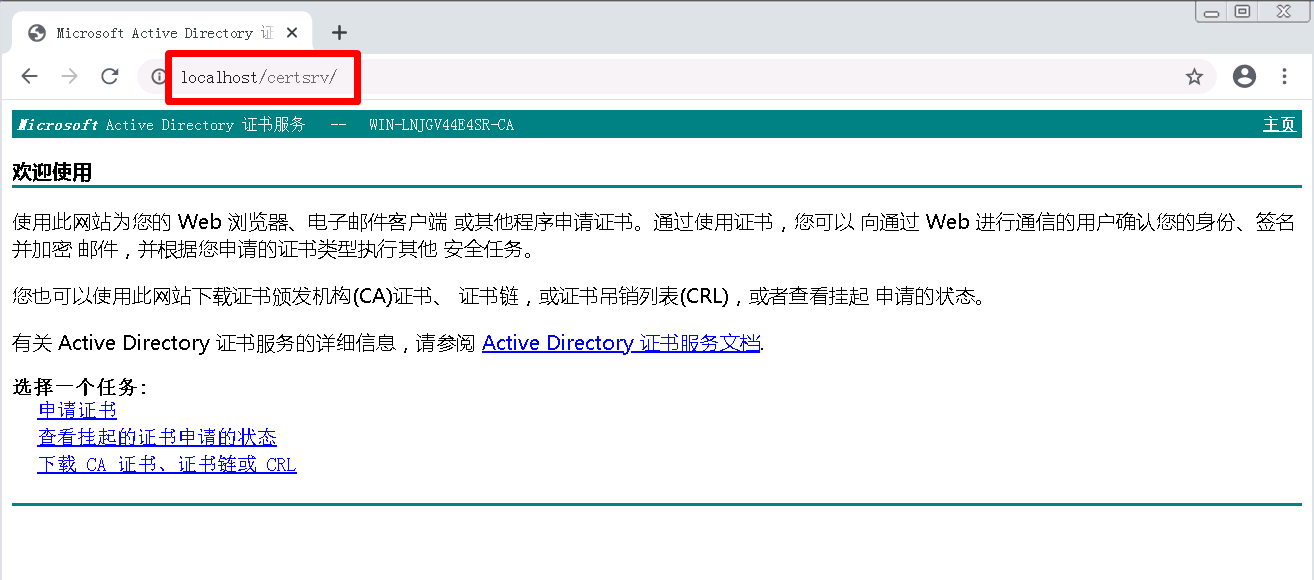 Microsoft Active Directory 证
localhost/certsrv/
Microsoft Active Directory 证书服务 -- WIN-LNJGV44E4SR-CA 主页
欢迎使用
使用此网站为您的 Web 浏览器、电子邮件客户端 或其他程序申请证书。通过使用证书，您可以 向通过 Web 进行通信的用户确认您的身份、签名
并加密 邮件，并根据您申请的证书类型执行其他 安全任务。
您也可以使用此网站下载证书颁发机构(CA)证书、 证书链，或证书吊销列表(CRL)，或者查看挂起 申请的状态。
有关 Active Directory 证书服务的详细信息，请参阅 Active Directory 证书服务文档.
选择一个任务:
申请证书
查看挂起的证书申请的状态
下载 CA 证书、证书链或 CRL